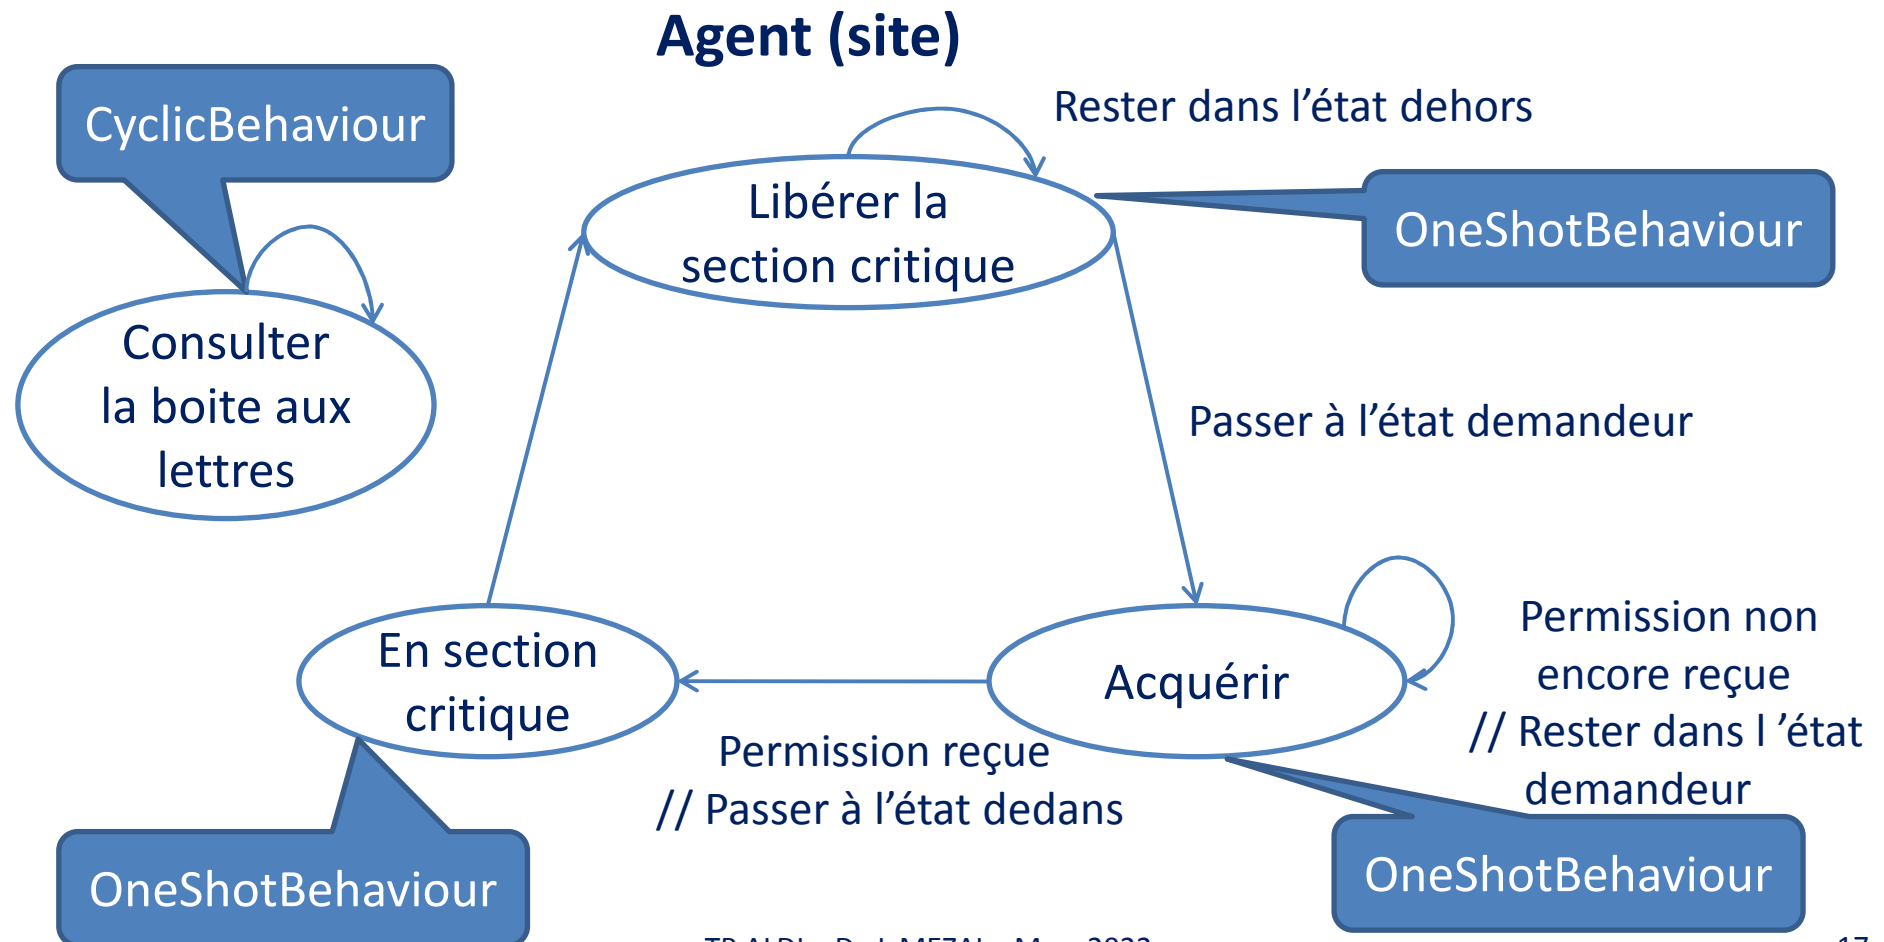 Agent (site)
CyclicBehaviour
Rester dans l’état dehors
Libérer la
section critique
OneShotBehaviour
Consulter
la boite aux
lettres
Passer à l’état demandeur
En section
critique
Acquérir
Permission non
encore reçue
// Rester dans l ’état
demandeur
Permission reçue
// Passer à l’état dedans
OneShotBehaviour
OneShotBehaviour
17